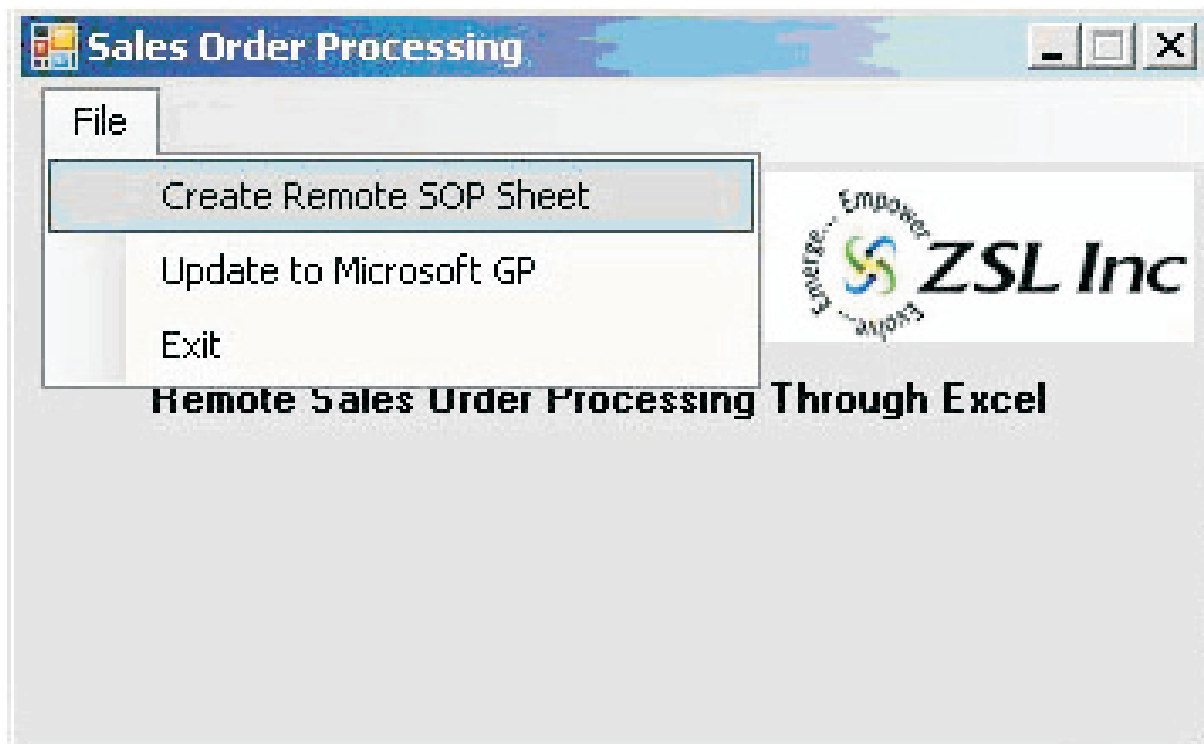 Sales Order Processing
File
Create Remote SOP Sheet
Update to Microsoft GP
Exit
Emerge... Empower ...Evolve
ZSL Inc
Remote Sales Order Processing Through Excel